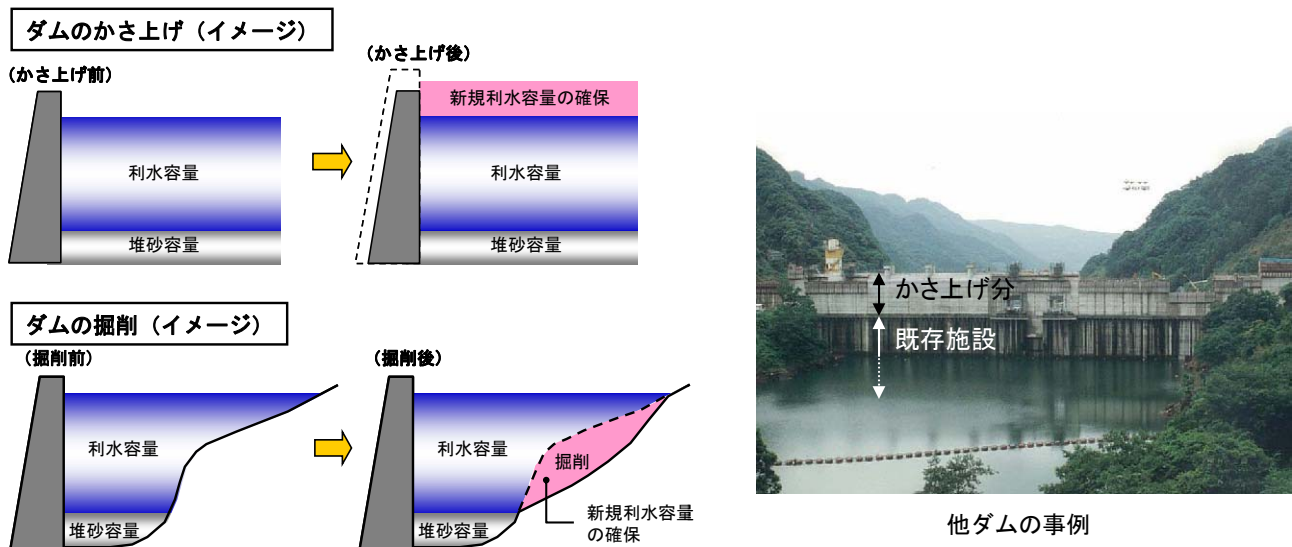 ダムのかさ上げ（イメージ）
（かさ上げ前）
（かさ上げ後）
新規利水容量の確保
利水容量
利水容量
堆砂容量
堆砂容量
ダムの掘削（イメージ）
（掘削前）
（掘削後）
利水容量
利水容量
掘削
堆砂容量
堆砂容量
新規利水容量
の確保
かさ上げ分
既存施設
他ダムの事例